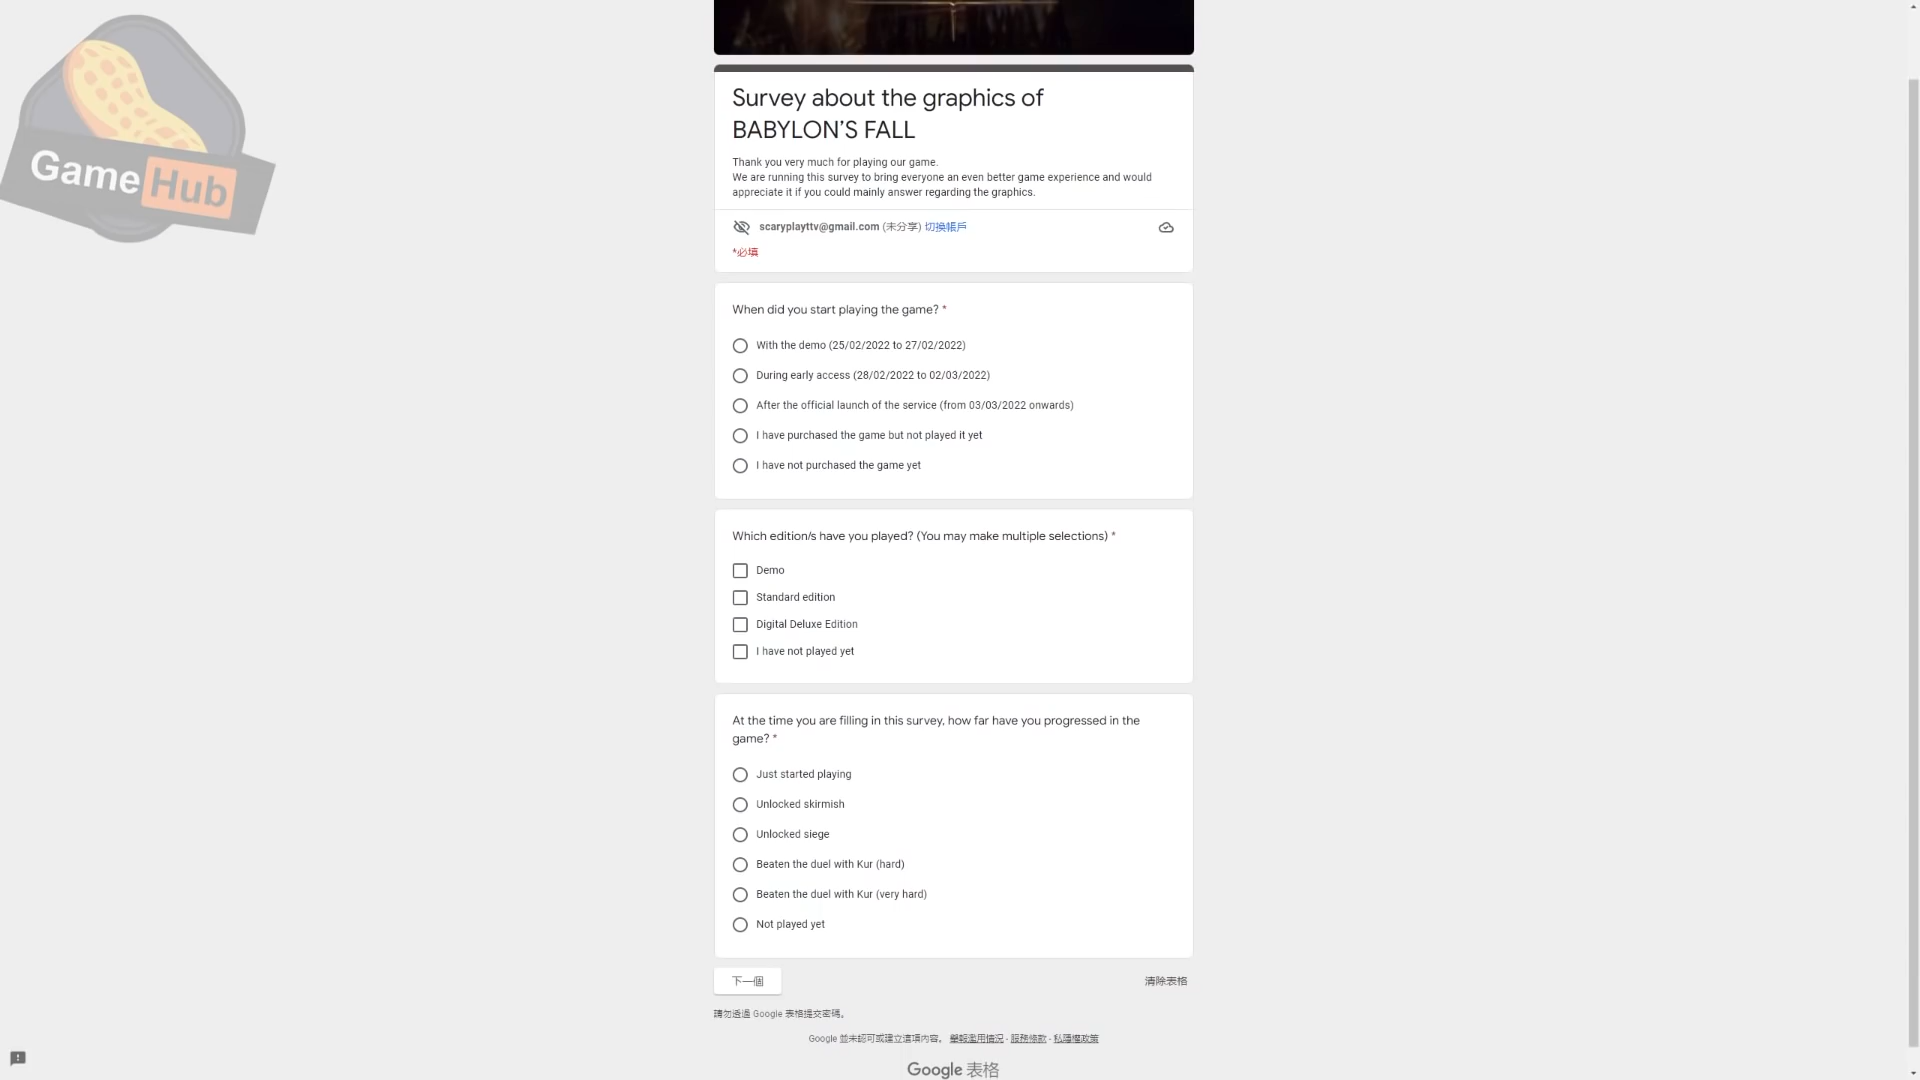 GameHub
Survey about the graphics of
BABYLON'S FALL
Thank you very much for playing our game.
We are running this survey to bring everyone an even better game experience and would
appreciate it if you could mainly answer regarding the graphics.
scaryplayttv@gmail.com (未分享) 切換帳戶
*必填
When did you start playing the game? *
With the demo (25/02/2022 to 27/02/2022)
During early access (28/02/2022 to 02/03/2022)
After the official launch of the service (from 03/03/2022 onwards)
I have purchased the game but not played it yet
I have not purchased the game yet
Which edition/s have you played? (You may make multiple selections) *
Demo
Standard edition
Digital Deluxe Edition
I have not played yet
At the time you are filling in this survey, how far have you progressed in the
game? *
Just started playing
Unlocked skirmish
Unlocked siege
Beaten the duel with Kur (hard)
Beaten the duel with Kur (very hard)
Not played yet
下一個
清除表格
請勿透過 Google 表格提交密碼。
Google 並未認可或建立這項內容。 舉報濫用情況 - 服務條款 - 私隱權政策
Google 表格